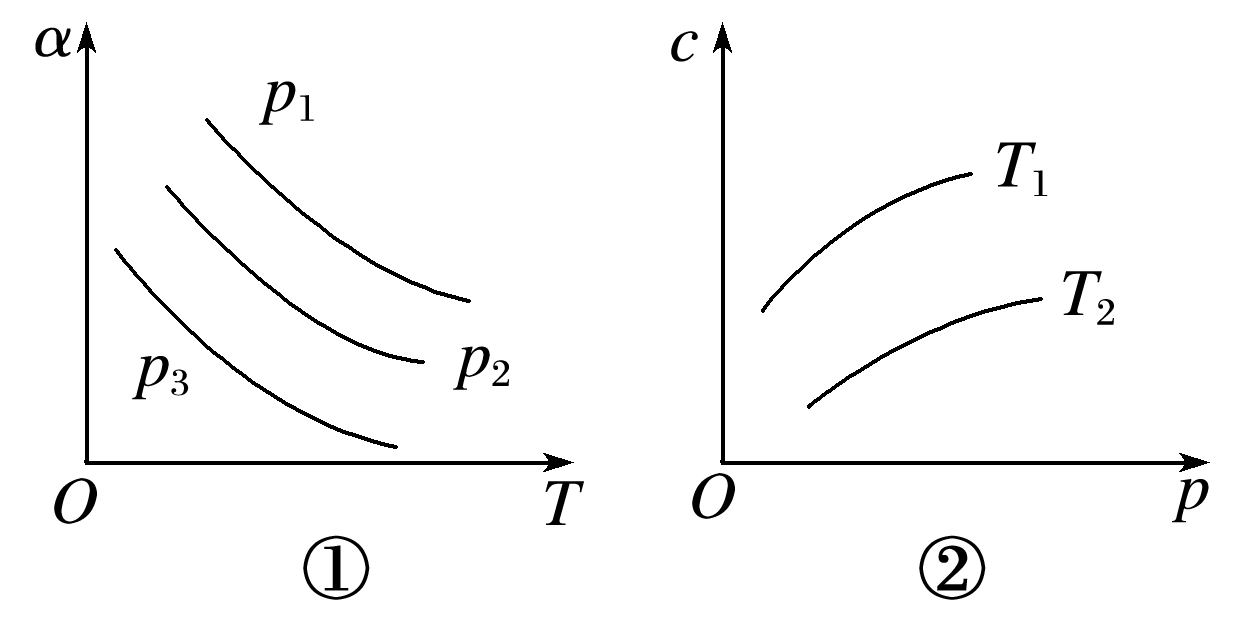 α
p₁
p₂
p₃
O
T
①
c
T₁
T₂
O
p
②